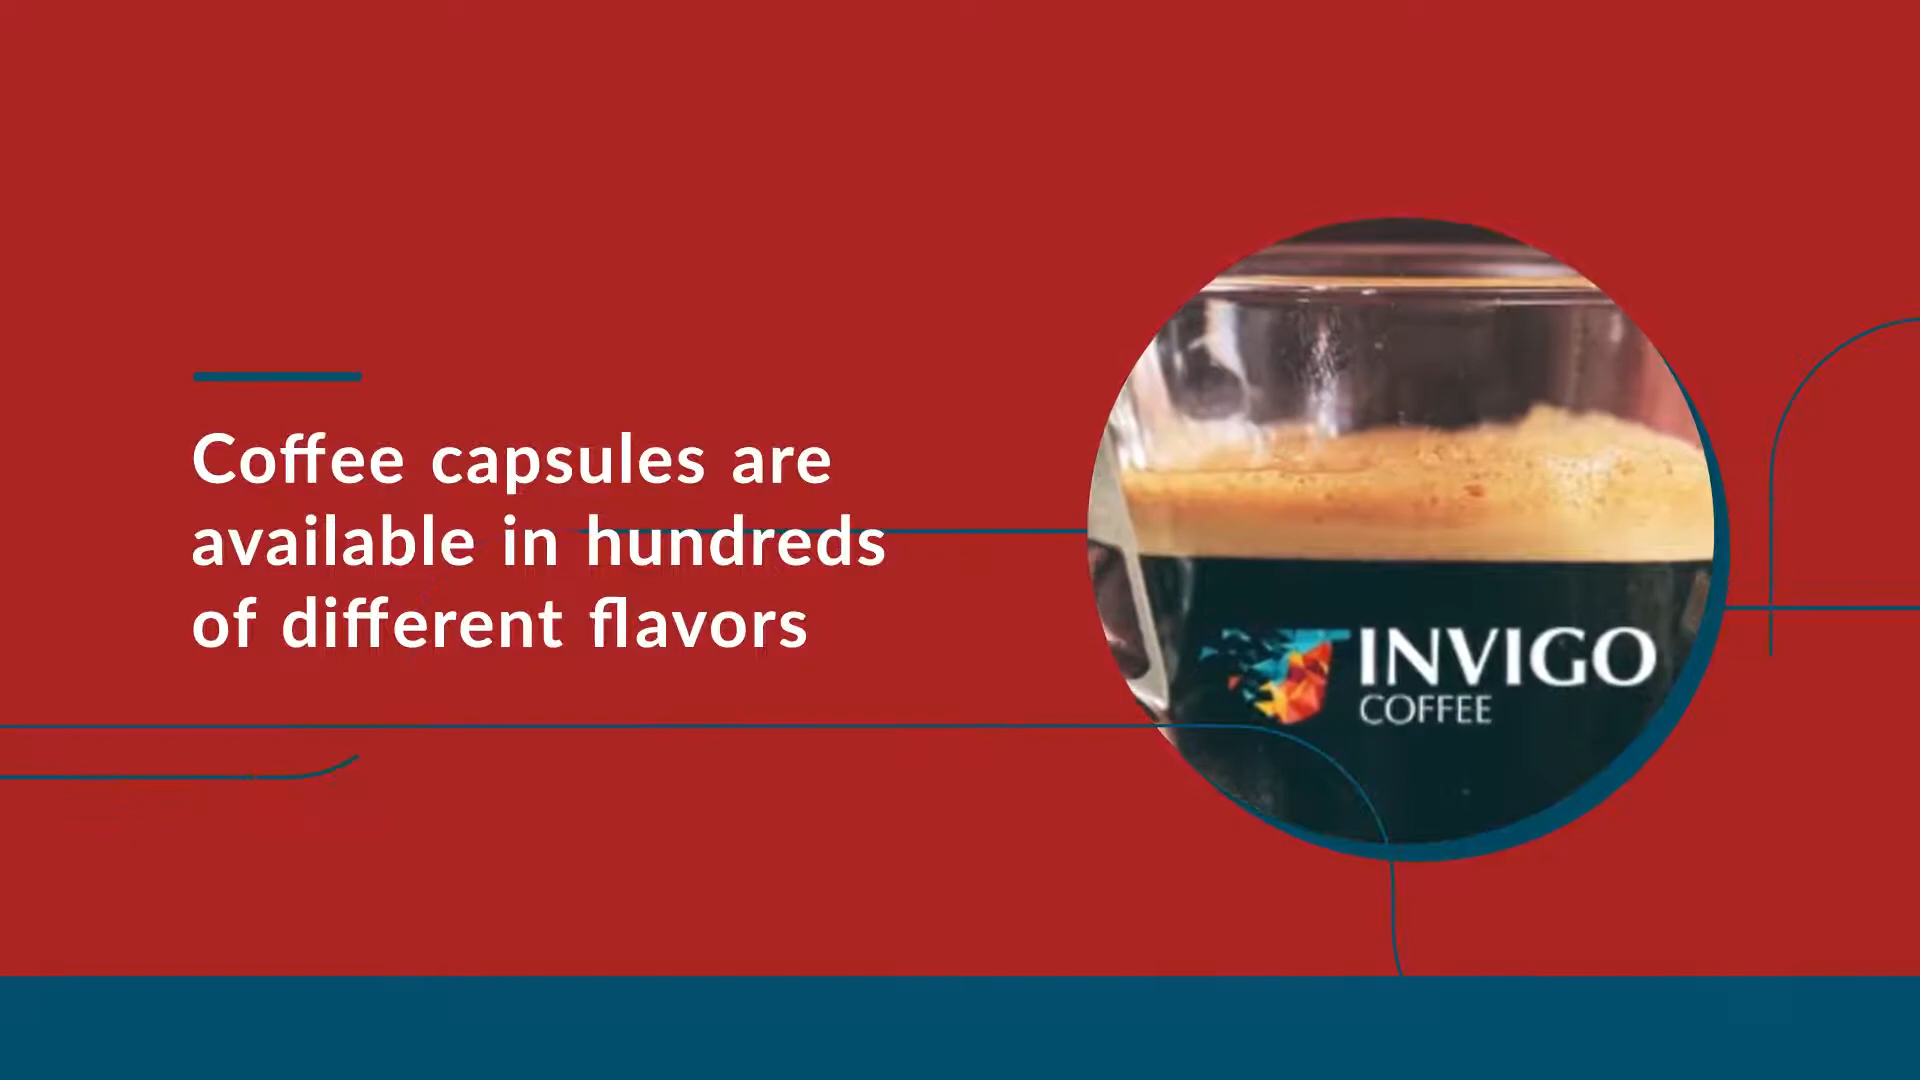 Coffee capsules are
available in hundreds
of different flavors
INVIGO
COFFEE